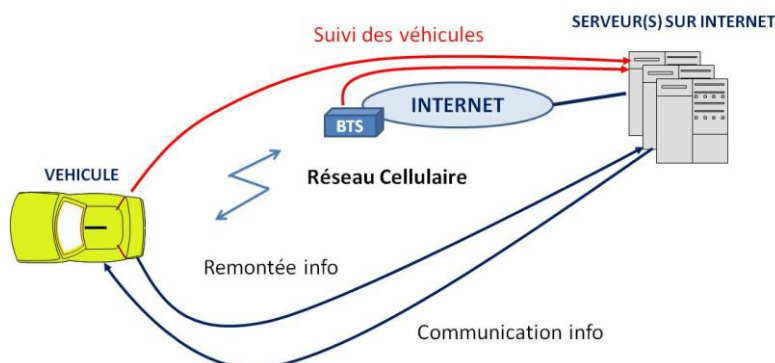 SERVEUR(S) SUR INTERNET
Suivi des véhicules
INTERNET
BTS
VEHICULE
Réseau Cellulaire
Remontée info
Communication info